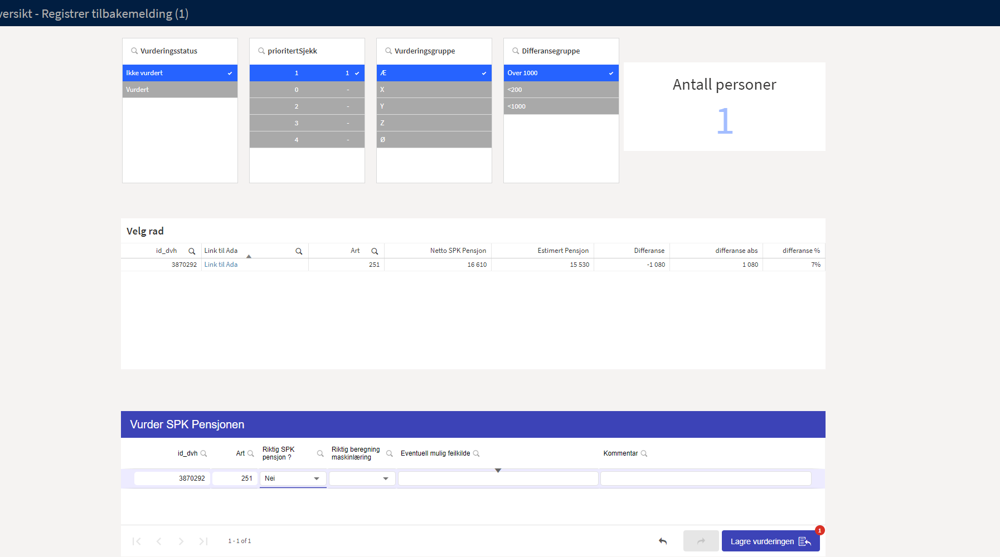 versikt - Registrer tilbakemelding (1)
Vurderingsstatus
Ikke vurdert
Vurdert
prioritertSjekk
1 1
0 -
2 -
3 -
4 -
Vurderingsgruppe
Æ
X
Y
Z
Ø
Differansegruppe
Over 1000
<200
<1000
Antall personer
1
Velg rad
id_dvh Link til Ada Art Netto SPK Pensjon Estimert Pensjon Differanse differanse abs differanse %
3870292 Link til Ada 251 16 610 15 530 -1 080 1 080 7%
Vurder SPK Pensjonen
id_dvh Art Riktig SPK pensjon ? Riktig beregning maskinlæring Eventuell mulig feilkilde Kommentar
3870292 251 Nei
1 - 1 of 1
Lagre vurderingen 1